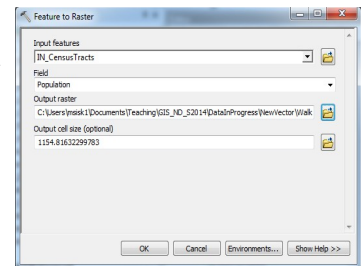 Feature to Raster
Input features
IN_CensusTracts
Field
Population
Output raster
C:\Users\msisk1\Documents\Teaching\GIS_ND_S2014\DataInProgress\NewVector\Walk
Output cell size (optional)
1154.81632299783
OK
Cancel
Environments...
Show Help >>